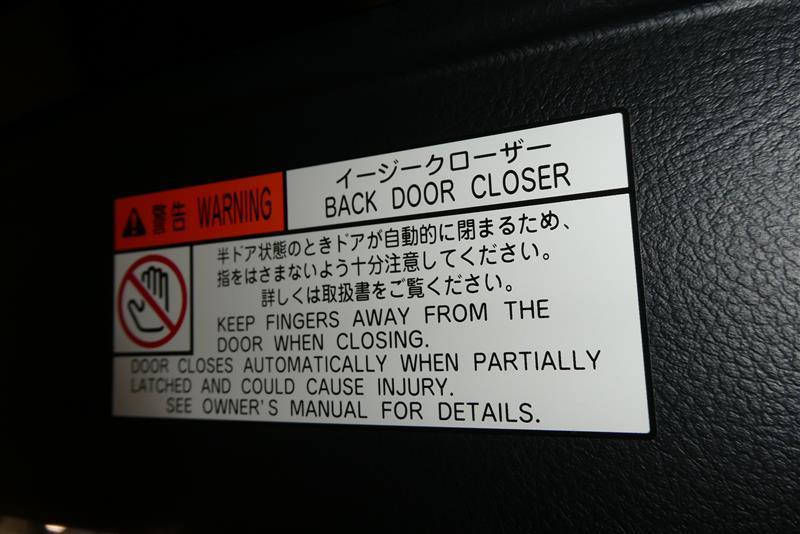 警告 WARNING
イージークローザー
BACK DOOR CLOSER
半ドア状態のときドアが自動的に閉まるため、
指をはさまないよう十分注意してください。
詳しくは取扱書をご覧ください。
KEEP FINGERS AWAY FROM THE
DOOR WHEN CLOSING.
DOOR CLOSES AUTOMATICALLY WHEN PARTIALLY
LATCHED AND COULD CAUSE INJURY.
SEE OWNER'S MANUAL FOR DETAILS.